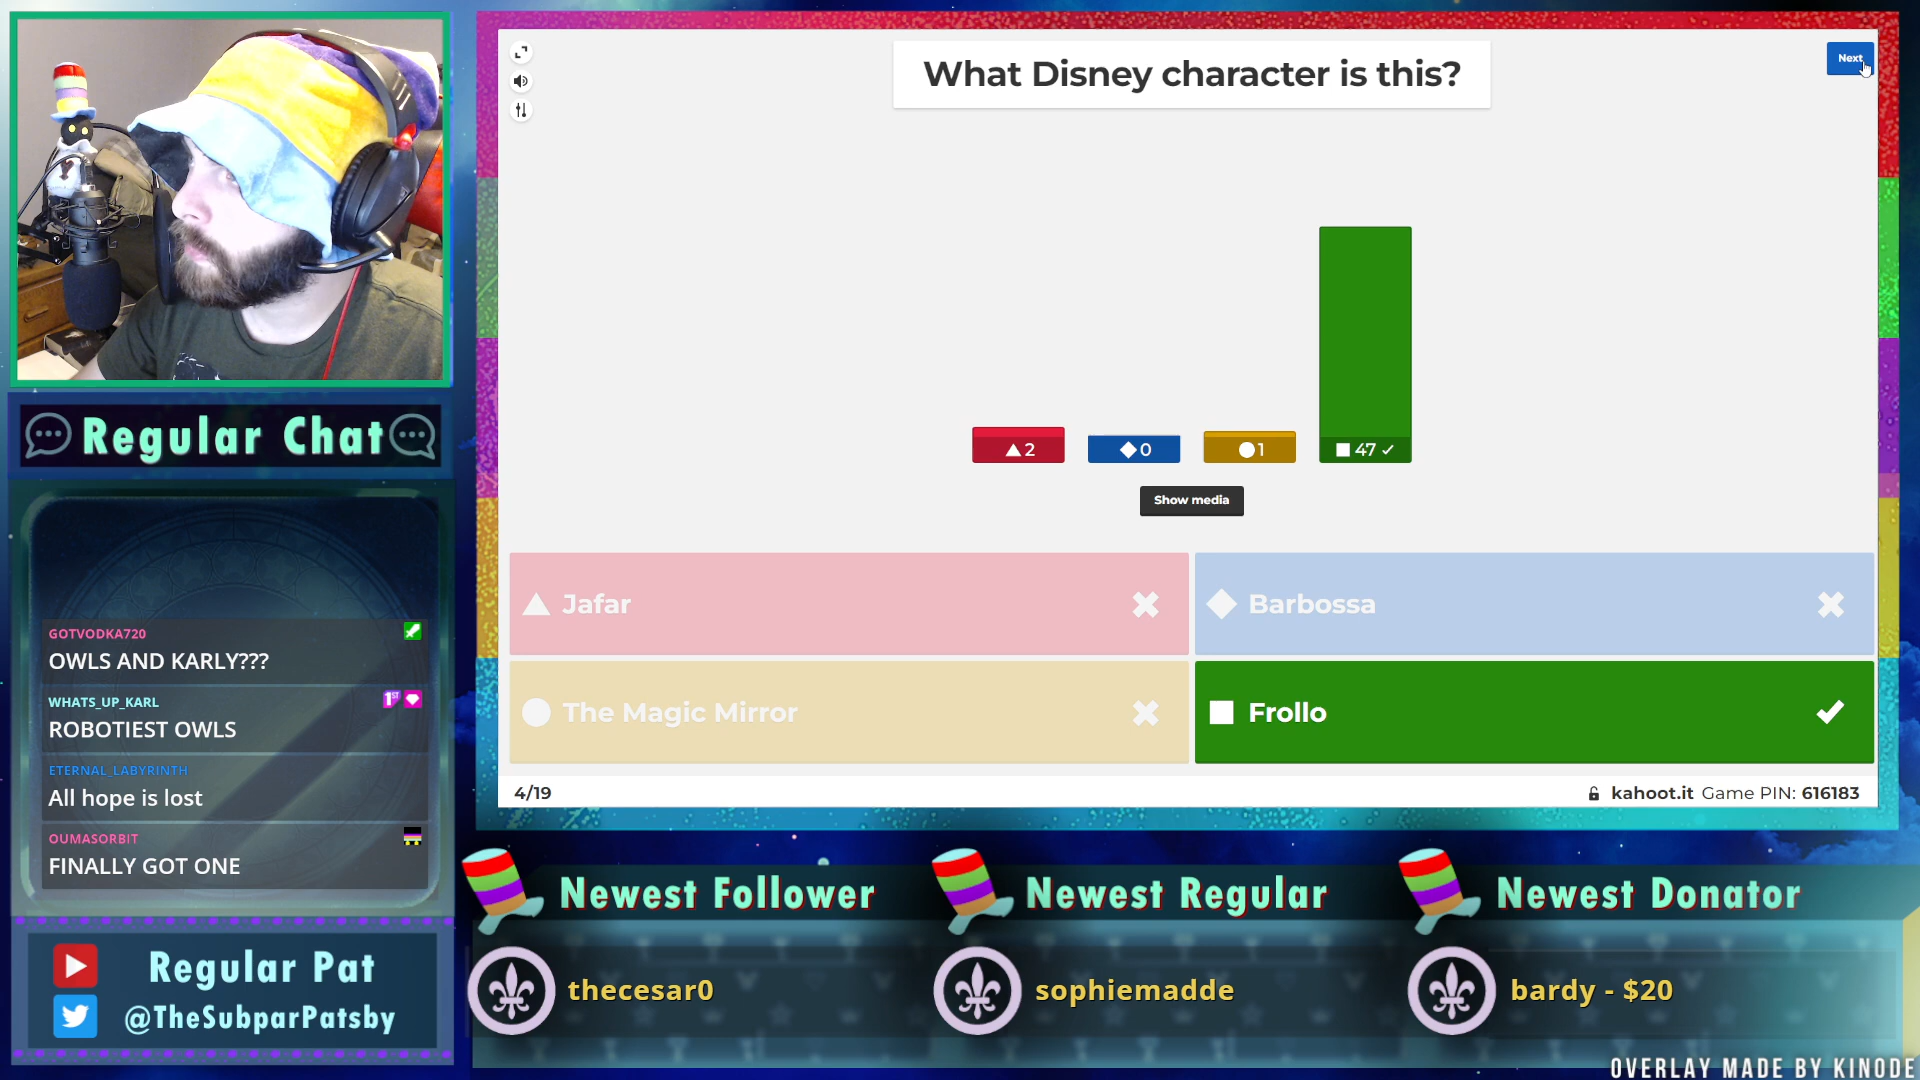 What Disney character is this?
Next
2
0
1
47
Show media
Jafar
Barbossa
The Magic Mirror
Frollo
4/19
kahoot.it Game PIN: 616183
Regular Chat
GOTVODKA720
OWLS AND KARLY???
WHATS_UP_KARL
1ST
ROBOTIEST OWLS
ETERNAL_LABYRINTH
All hope is lost
OUMASORBIT
FINALLY GOT ONE
Regular Pat
@TheSubparPatsby
Newest Follower
thecesar0
Newest Regular
sophiemadde
Newest Donator
bardy - $20
OVERLAY MADE BY KINODE